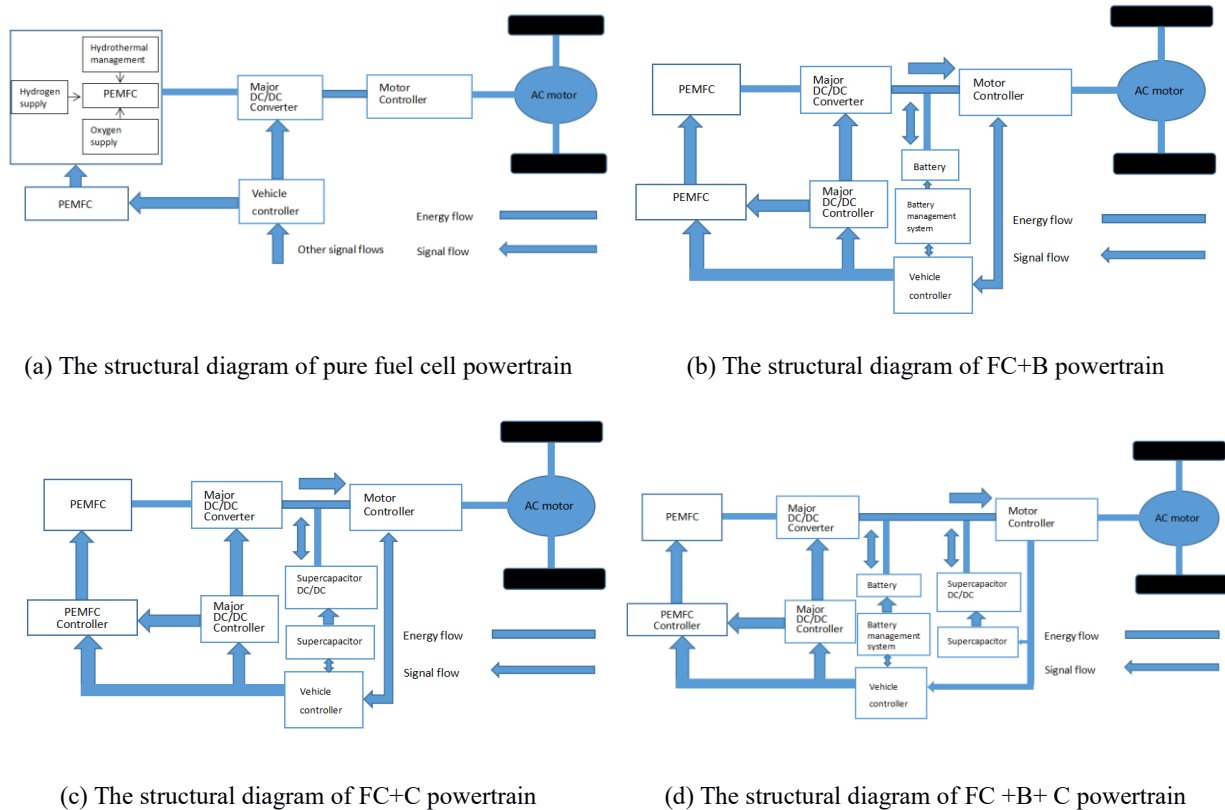 Hydrothermal
management
Hydrogen
supply
PEMFC
Oxygen
supply
Major
DC/DC
Converter
Motor
Controller
AC motor
PEMFC
Vehicle
controller
Energy flow
Other signal flows
Signal flow
(a) The structural diagram of pure fuel cell powertrain
PEMFC
Major
DC/DC
Converter
Motor
Controller
AC motor
Battery
PEMFC
Major
DC/DC
Controller
Battery
management
system
Energy flow
Signal flow
Vehicle
controller
(b) The structural diagram of FC+B powertrain
PEMFC
Major
DC/DC
Converter
Motor
Controller
AC motor
Supercapacitor
DC/DC
PEMFC
Controller
Major
DC/DC
Controller
Supercapacitor
Energy flow
Signal flow
Vehicle
controller
(c) The structural diagram of FC+C powertrain
PEMFC
Major
DC/DC
Converter
Motor
Controller
AC motor
Battery
Supercapacitor
DC/DC
PEMFC
Controller
Major
DC/DC
Controller
Battery
management
system
Supercapacitor
Energy flow
Signal flow
Vehicle
controller
(d) The structural diagram of FC +B+ C powertrain